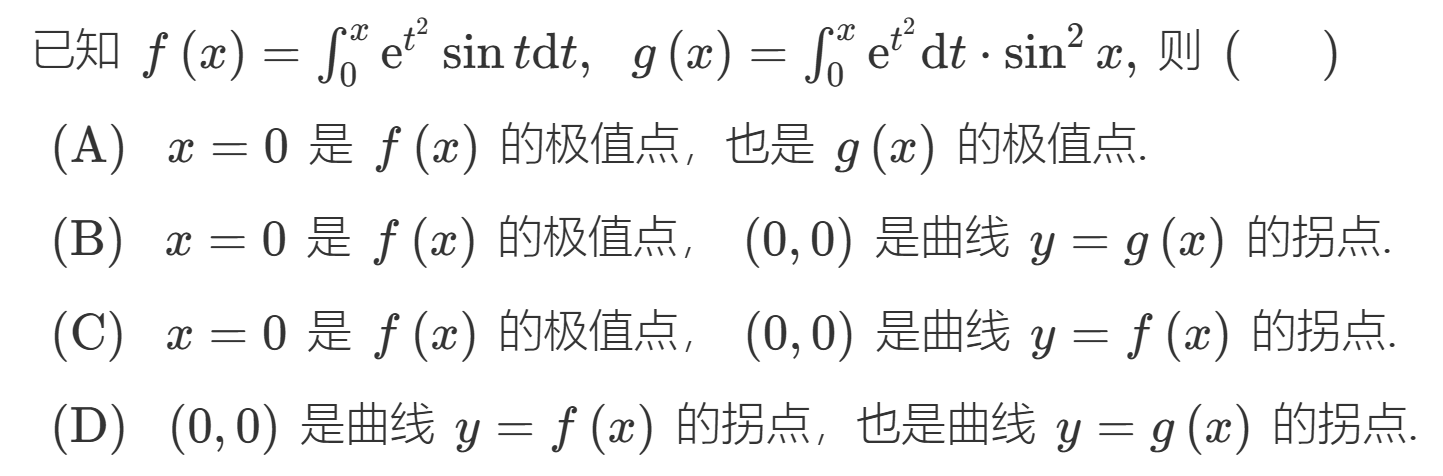 已知 f(x) = ∫₀ˣ e^{t²} sin t dt, g(x) = ∫₀ˣ e^{t²} dt · sin² x, 则 (    )
(A) x = 0 是 f(x) 的极值点, 也是 g(x) 的极值点.
(B) x = 0 是 f(x) 的极值点, (0,0) 是曲线 y = g(x) 的拐点.
(C) x = 0 是 f(x) 的极值点, (0,0) 是曲线 y = f(x) 的拐点.
(D) (0,0) 是曲线 y = f(x) 的拐点, 也是曲线 y = g(x) 的拐点.